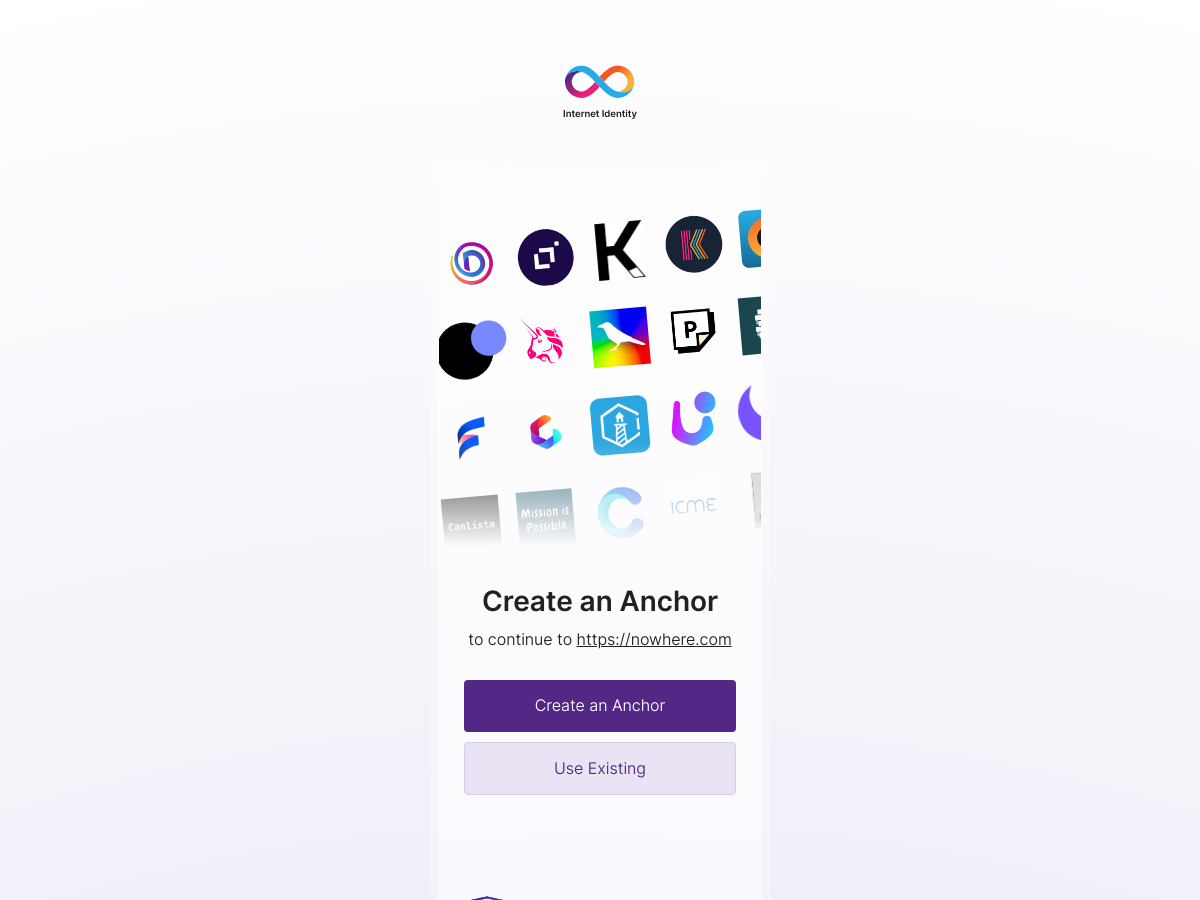 Internet Identity
K
P
Canlista
Mission is
Possible
ICME
Create an Anchor
to continue to https://nowhere.com
Create an Anchor
Use Existing